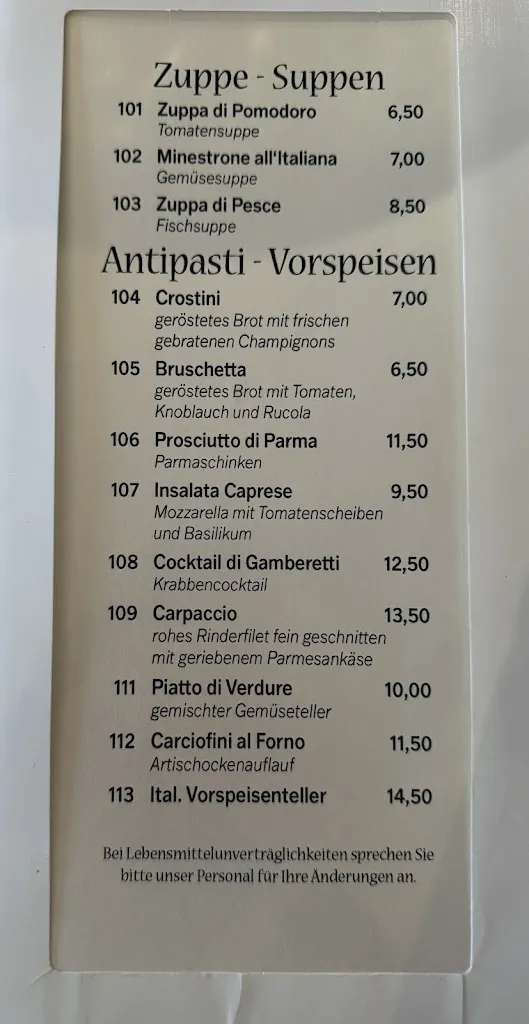 Zuppe - Suppen
101 Zuppa di Pomodoro 6,50
Tomatensuppe
102 Minestrone all'Italiana 7,00
Gemüsesuppe
103 Zuppa di Pesce 8,50
Fischsuppe
Antipasti - Vorspeisen
104 Crostini 7,00
geröstetes Brot mit frischen
gebratenen Champignons
105 Bruschetta 6,50
geröstetes Brot mit Tomaten,
Knoblauch und Rucola
106 Prosciutto di Parma 11,50
Parmaschinken
107 Insalata Caprese 9,50
Mozzarella mit Tomatenscheiben
und Basilikum
108 Cocktail di Gamberetti 12,50
Krabbencocktail
109 Carpaccio 13,50
rohes Rinderfilet fein geschnitten
mit geriebenem Parmesankäse
111 Piatto di Verdure 10,00
gemischter Gemüseteller
112 Carciofini al Forno 11,50
Artischockenauflauf
113 Ital. Vorspeisenteller 14,50
Bei Lebensmittelunverträglichkeiten sprechen Sie
bitte unser Personal für Ihre Änderungen an.